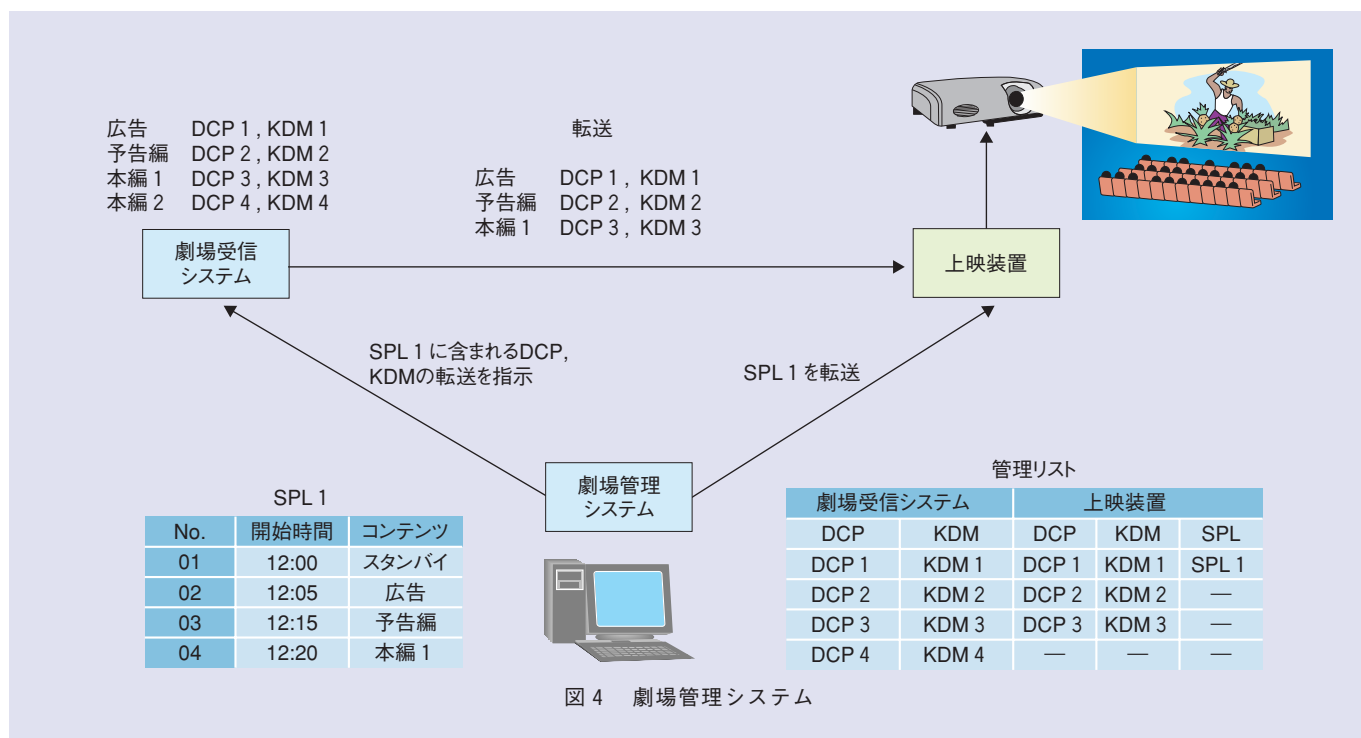 広告 DCP 1 , KDM 1
予告編 DCP 2 , KDM 2
本編 1 DCP 3 , KDM 3
本編 2 DCP 4 , KDM 4
転送
広告 DCP 1 , KDM 1
予告編 DCP 2 , KDM 2
本編 1 DCP 3 , KDM 3
劇場受信
システム
上映装置
SPL 1 に含まれるDCP,
KDMの転送を指示
SPL 1 を転送
劇場管理
システム
SPL 1
No. 開始時間 コンテンツ
01 12:00 スタンバイ
02 12:05 広告
03 12:15 予告編
04 12:20 本編 1
管理リスト
劇場受信システム 上映装置
DCP KDM DCP KDM SPL
DCP 1 KDM 1 DCP 1 KDM 1 SPL 1
DCP 2 KDM 2 DCP 2 KDM 2 —
DCP 3 KDM 3 DCP 3 KDM 3 —
DCP 4 KDM 4 — — —
図 4 劇場管理システム